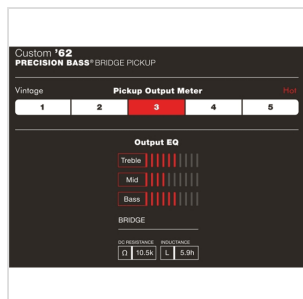 Custom '62
PRECISION BASS® BRIDGE PICKUP
Vintage Pickup Output Meter Hot
1 2 3 4 5
Output EQ
Treble
Mid
Bass
BRIDGE
DC RESISTANCE INDUCTANCE
Ω 10.5k L 5.9h